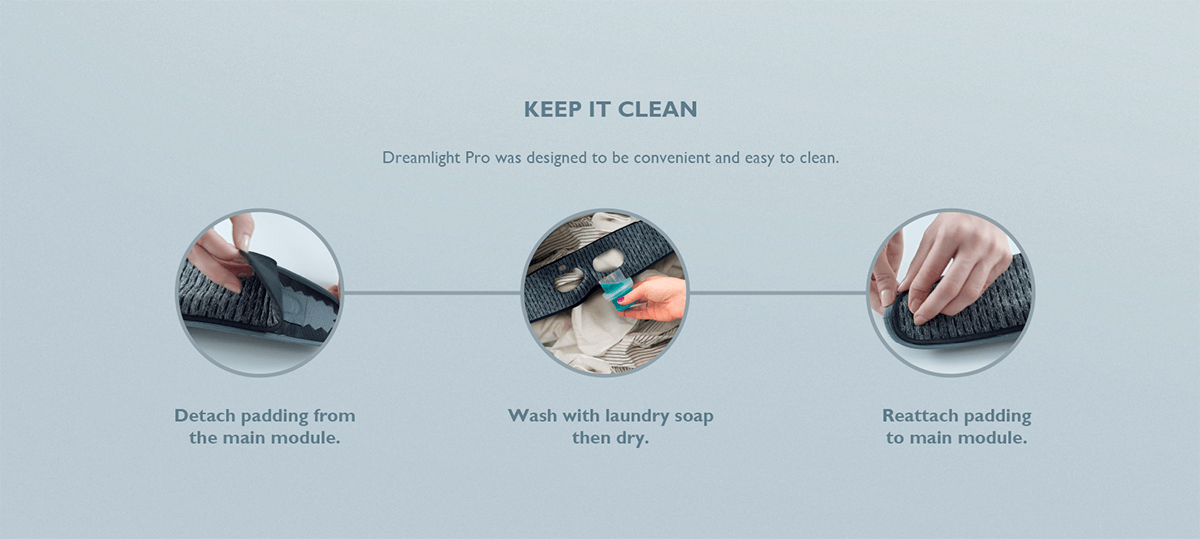 KEEP IT CLEAN
Dreamlight Pro was designed to be convenient and easy to clean.
Detach padding from
the main module.
Wash with laundry soap
then dry.
Reattach padding
to main module.